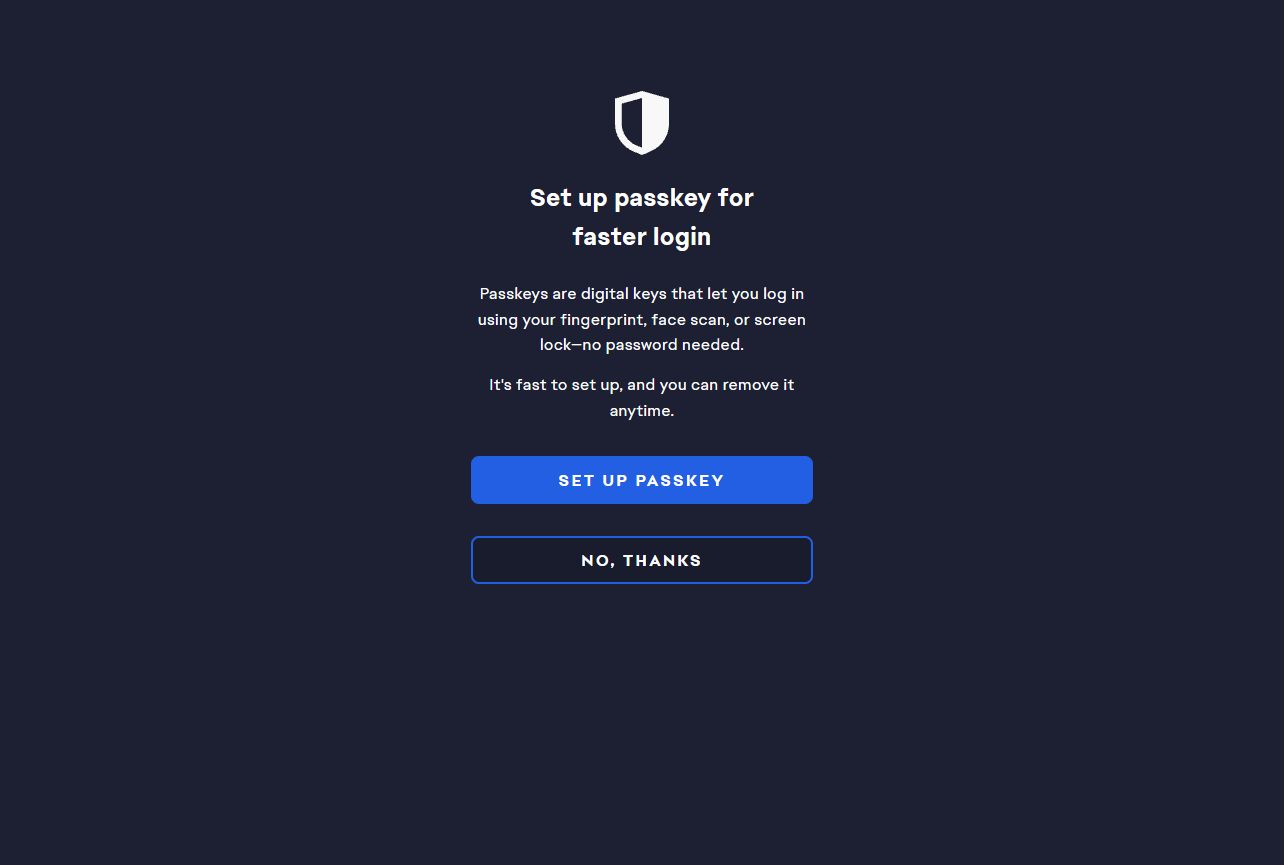 Set up passkey for
faster login
Passkeys are digital keys that let you log in
using your fingerprint, face scan, or screen
lock—no password needed.
It's fast to set up, and you can remove it
anytime.
SET UP PASSKEY
NO, THANKS